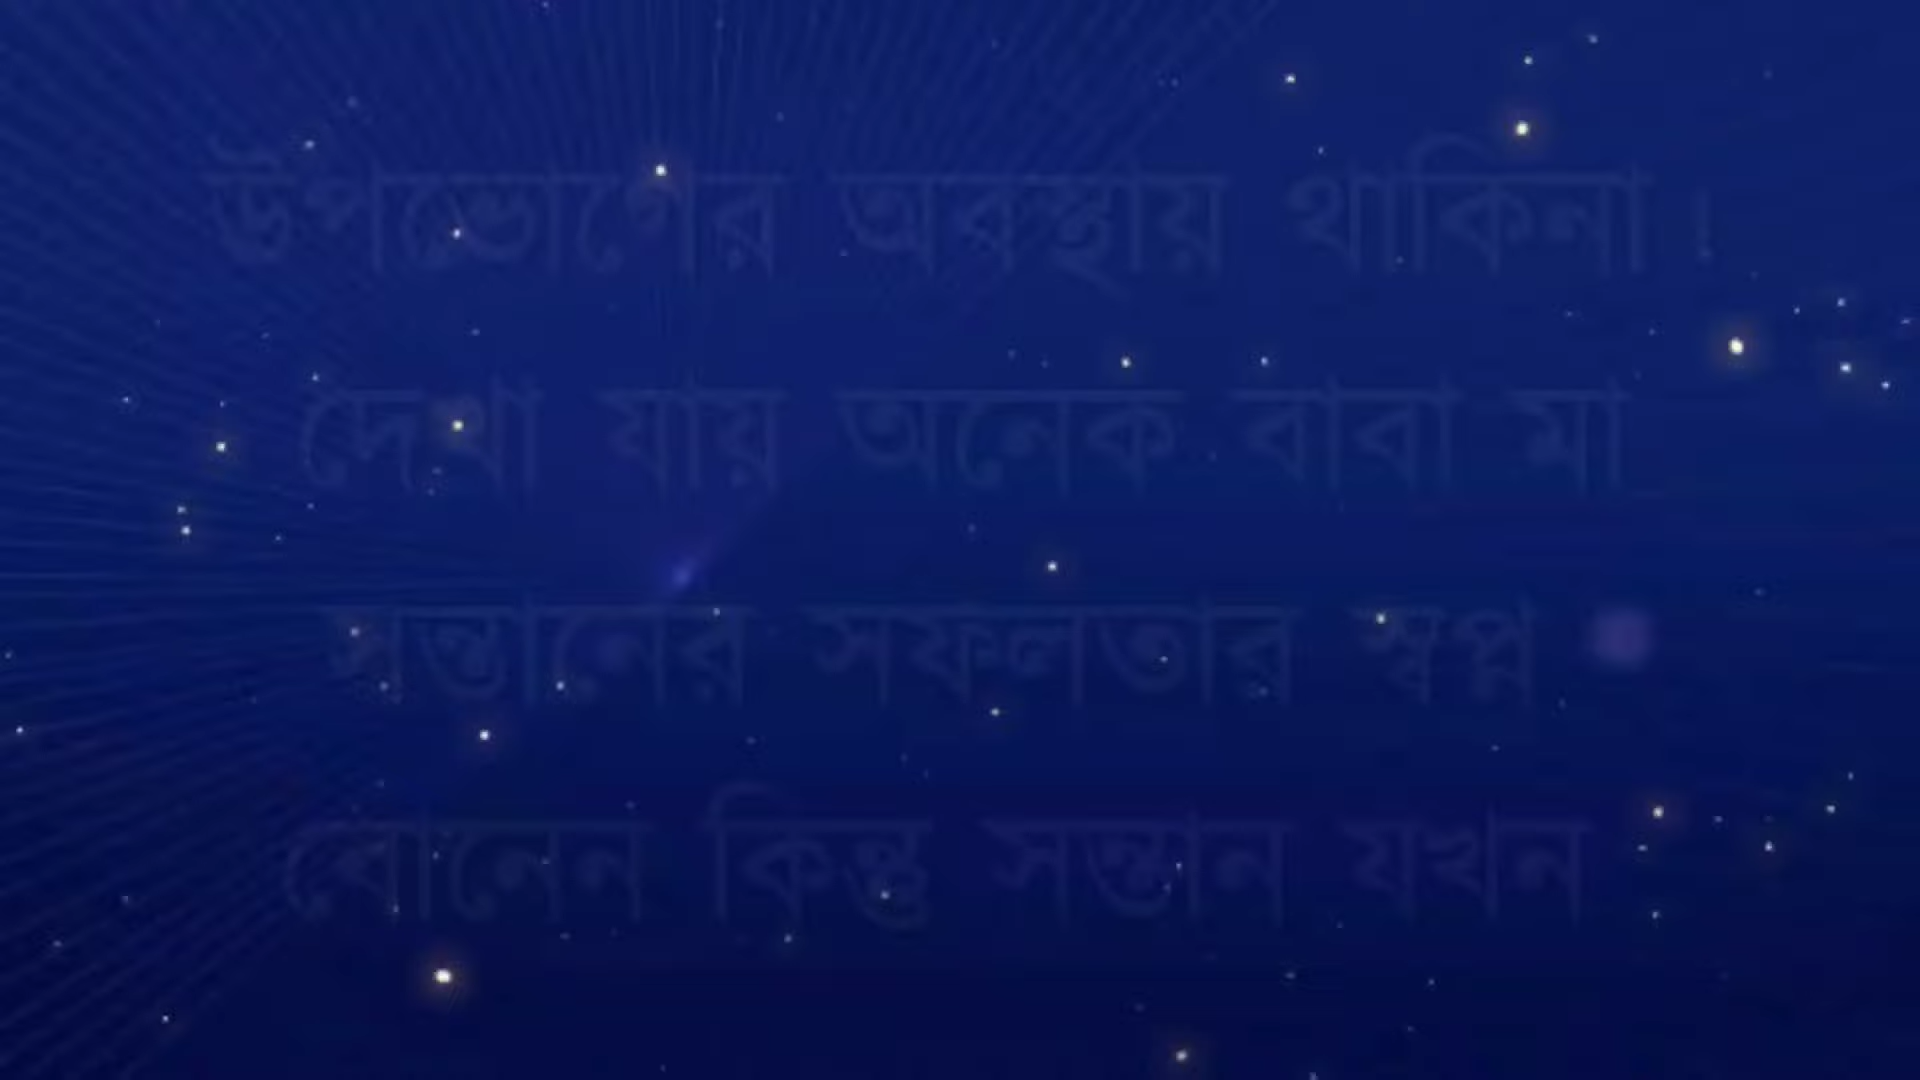 উপভোগের অবস্থায় থাকিনা !
দেখা যায় অনেক বাবা মা
সন্তানের সফলতার স্বপ্ন
বোনেন কিন্তু সন্তান যখন